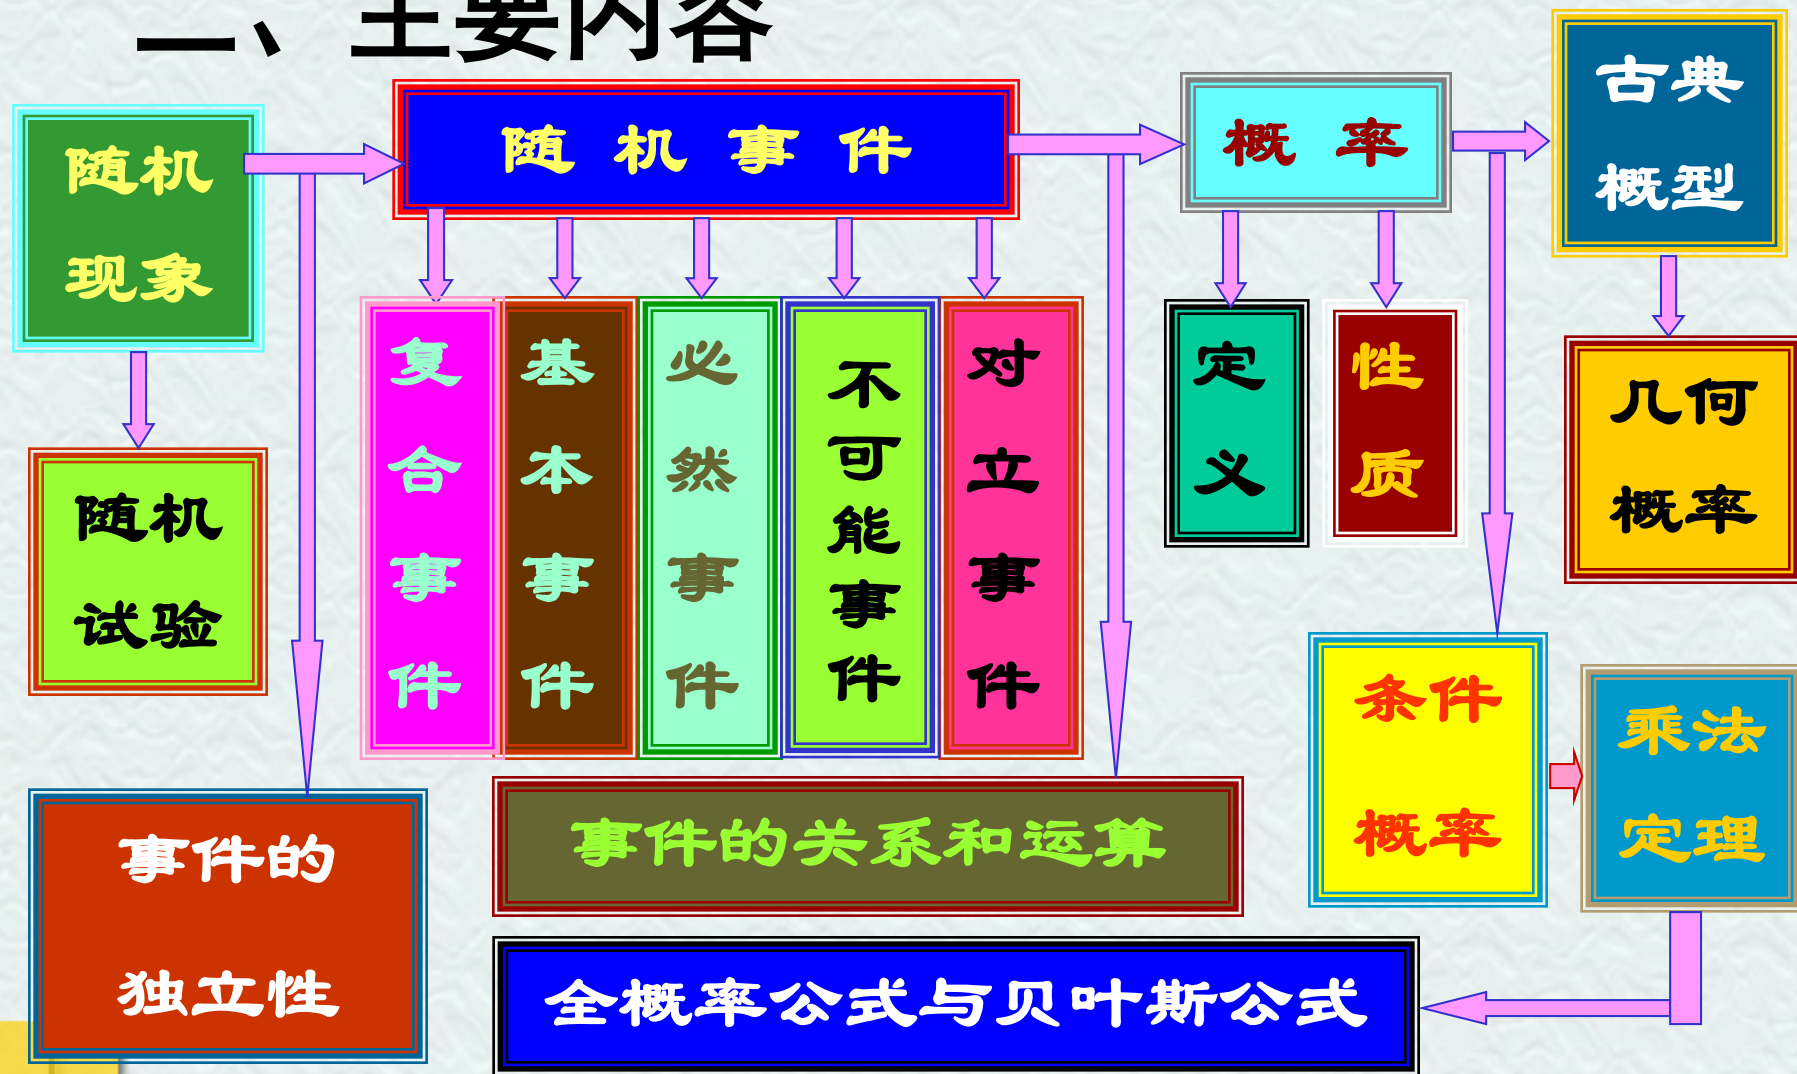 二、主要内容
随机
现象
随机事件
概率
古典
概型
随机
试验
复合事件
基本事件
必然事件
不可能事件
对立事件
定义
性质
几何
概率
条件
概率
乘法
定理
事件的
独立性
事件的关系和运算
全概率公式与贝叶斯公式